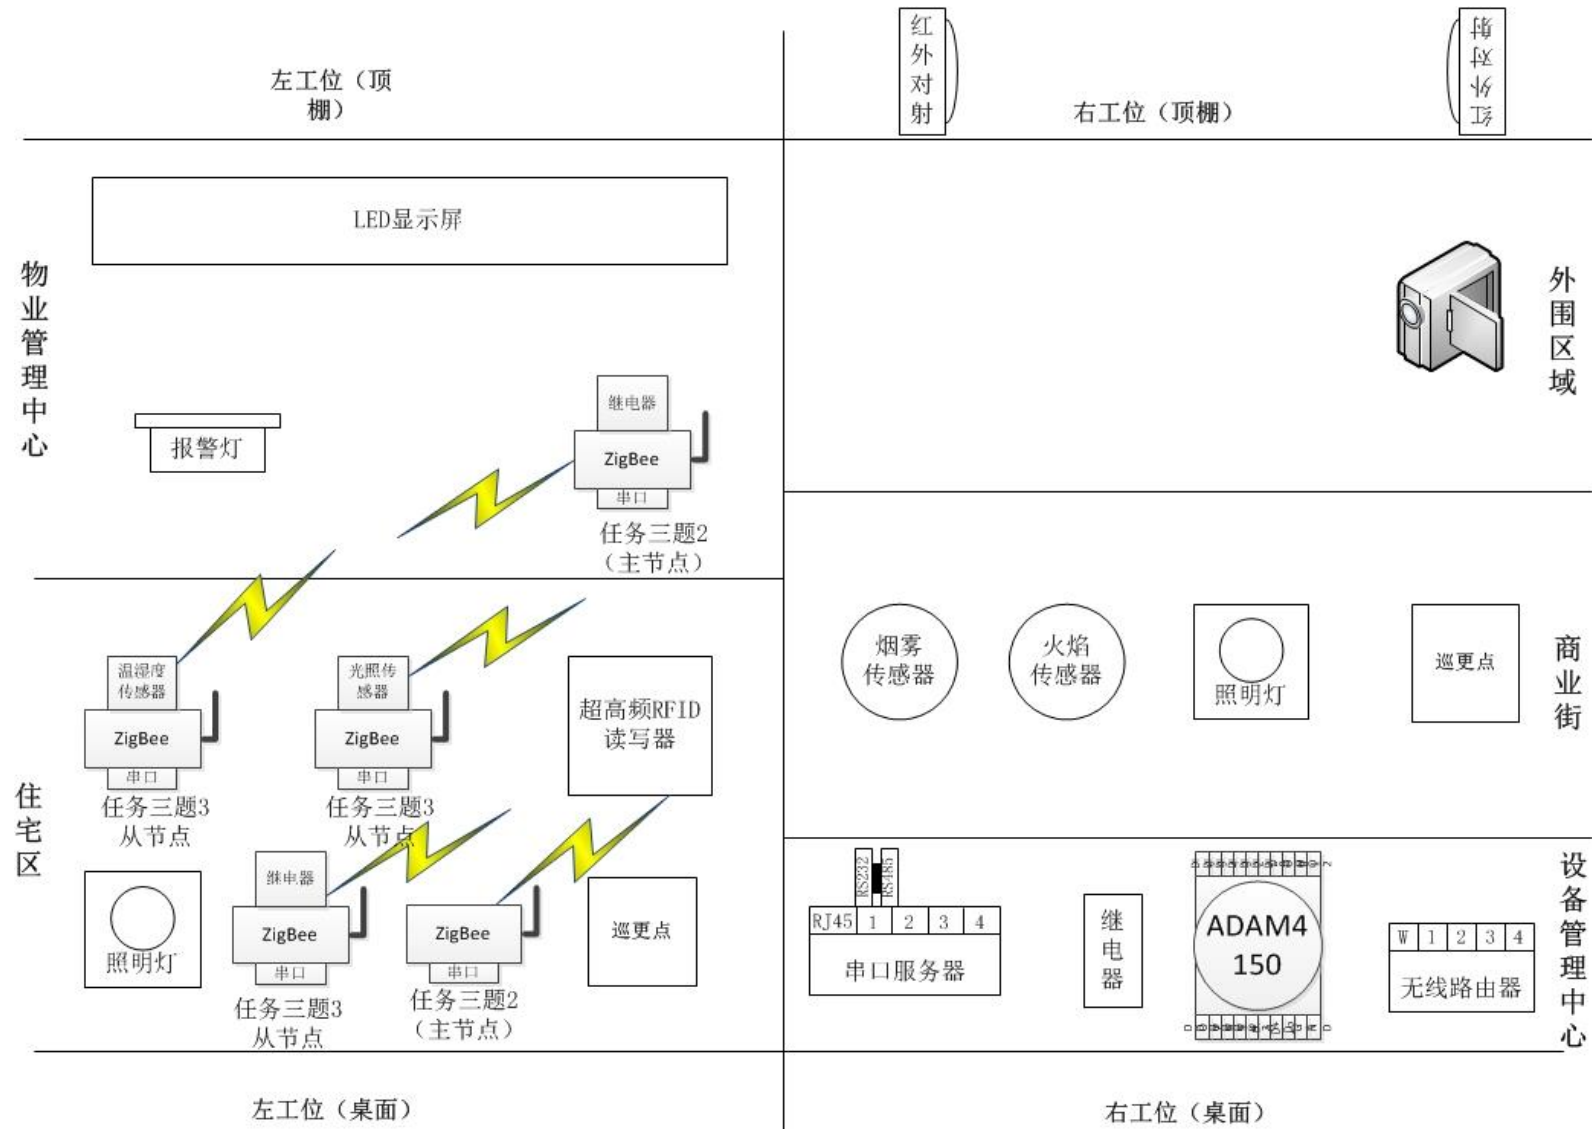 左工位（顶
棚）
红
外
对
射
右工位（顶棚）
红
外
对
射
物
业
管
理
中
心
LED显示屏
报警灯
继电器
ZigBee
串口
任务三题2
（主节点）
外
围
区
域
住
宅
区
温湿度
传感器
ZigBee
串口
任务三题3
从节点
光照传
感器
ZigBee
串口
任务三题3
从节点
超高频RFID
读写器
照明灯
继电器
ZigBee
串口
任务三题3
从节点
ZigBee
串口
任务三题2
（主节点）
巡更点
烟雾
传感器
火焰
传感器
照明灯
巡更点
商
业
街
RS232
RS485
RJ45 1 2 3 4
串口服务器
继
电
器
ADAM4
150
W 1 2 3 4
无线路由器
设
备
管
理
中
心
左工位（桌面）
右工位（桌面）